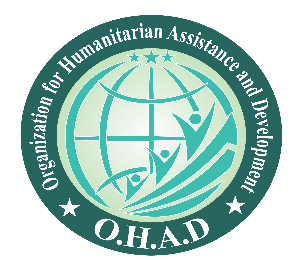 Organization for Humanitarian Assistance and Development
O.H.A.D